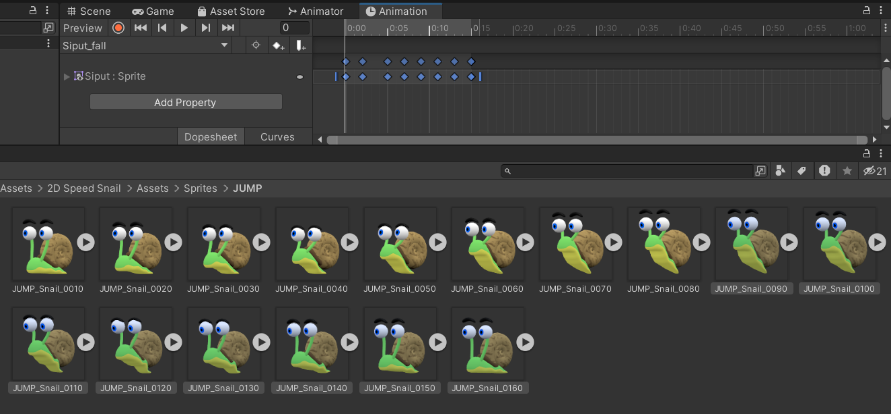 Scene Game Asset Store Animator Animation
Preview 0 0:00 0:05 0:10 0:15 0:20 0:25 0:30 0:35 0:40 0:45 0:50 0:55 1:00
Siput_fall
Siput : Sprite
Add Property
Dopesheet Curves
21
Assets > 2D Speed Snail > Assets > Sprites > JUMP
JUMP_Snail_0010 JUMP_Snail_0020 JUMP_Snail_0030 JUMP_Snail_0040 JUMP_Snail_0050 JUMP_Snail_0060 JUMP_Snail_0070 JUMP_Snail_0080 JUMP_Snail_0090 JUMP_Snail_0100
JUMP_Snail_0110 JUMP_Snail_0120 JUMP_Snail_0130 JUMP_Snail_0140 JUMP_Snail_0150 JUMP_Snail_0160